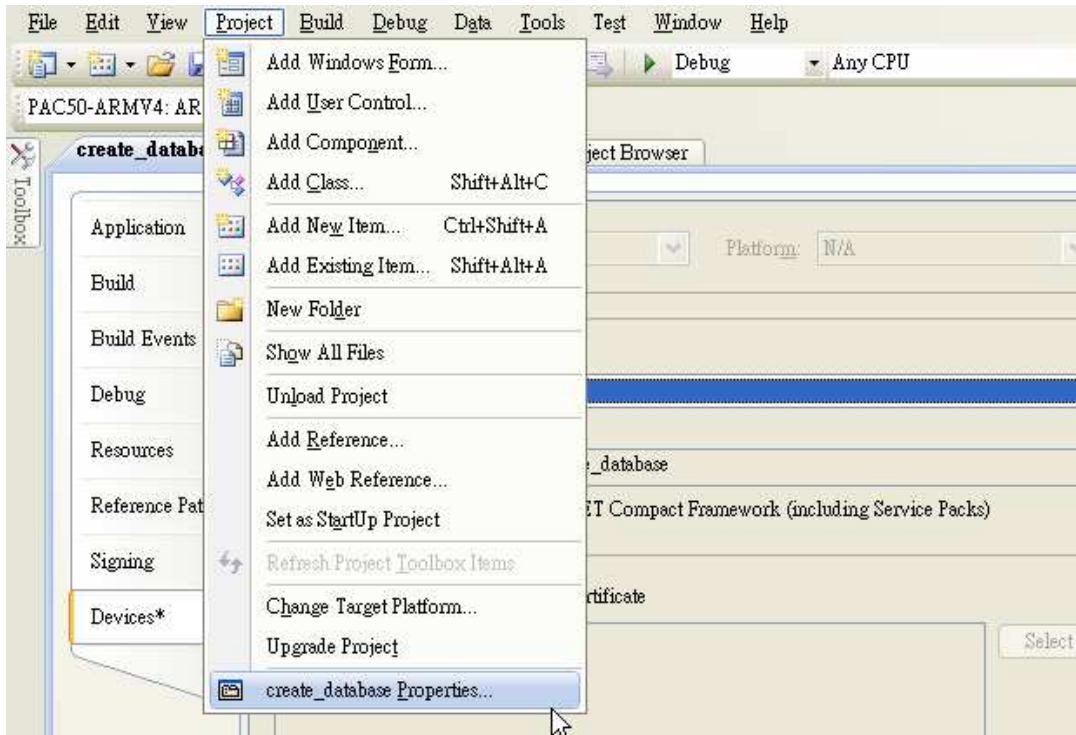 File Edit View Project Build Debug Data Tools Test Window Help
Debug Any CPU
PAC50-ARMV4: AR
Toolbox
create_datab
ject Browser
Application
Build
Build Events
Debug
Resources
Reference Pat
Signing
Devices*
Add Windows Form...
Add User Control...
Add Component...
Add Class... Shift+Alt+C
Add New Item... Ctrl+Shift+A
Add Existing Item... Shift+Alt+A
New Folder
Show All Files
Unload Project
Add Reference...
Add Web Reference...
Set as StartUp Project
Refresh Project Toolbox Items
Change Target Platform...
Upgrade Project
create_database Properties...
Platform: N/A
_database
ET Compact Framework (including Service Packs)
rtificate
Select